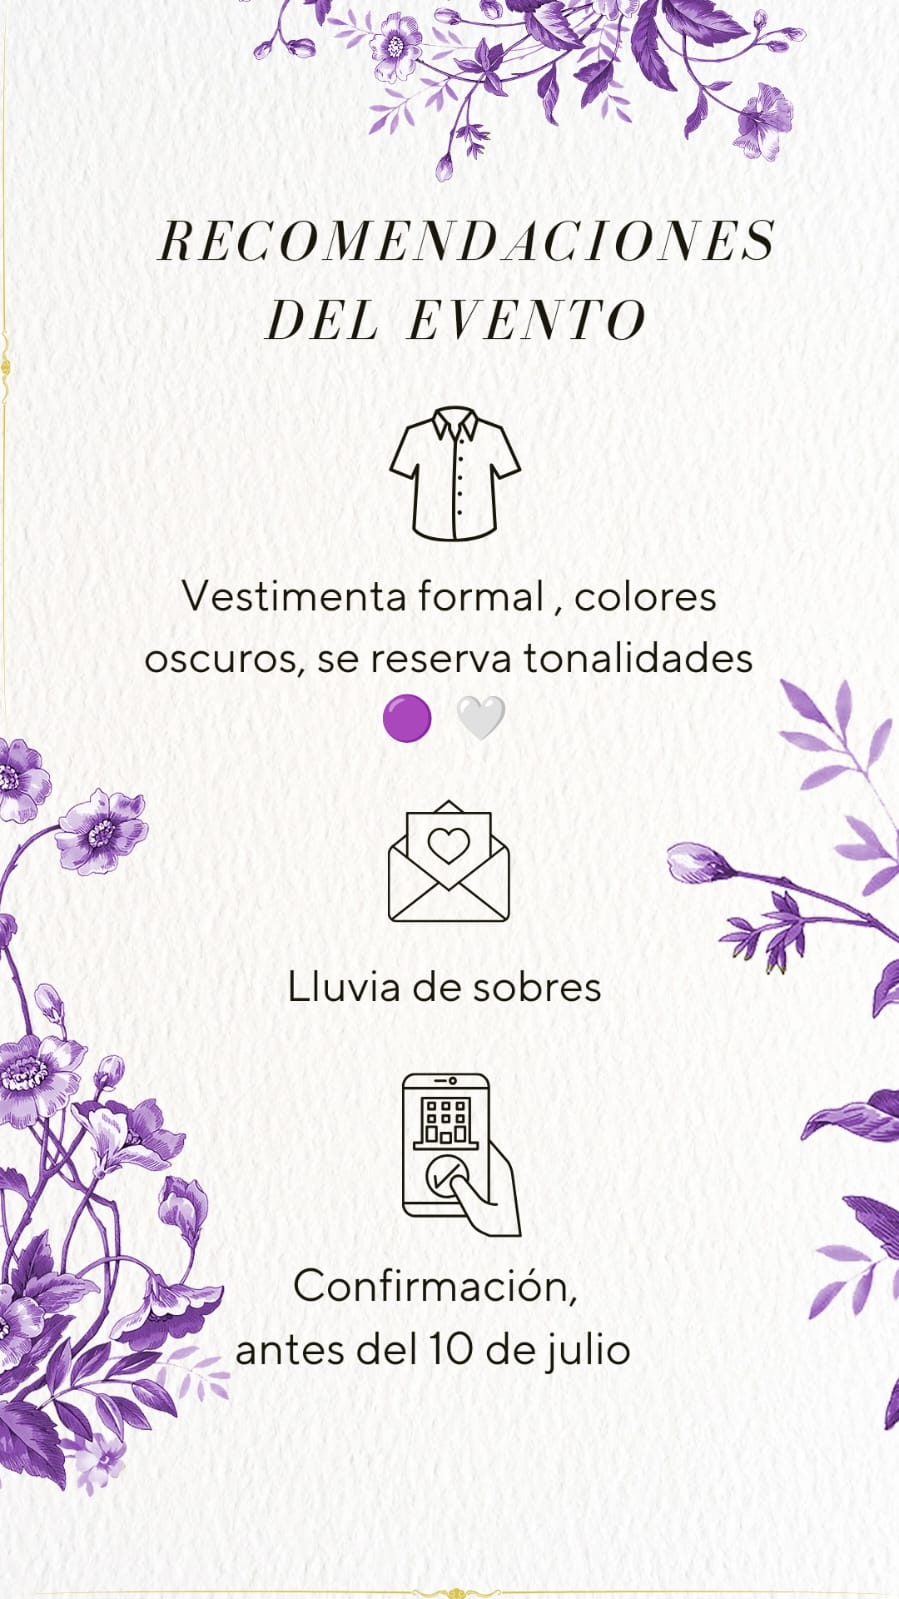 RECOMENDACIONES
DEL EVENTO
Vestimenta formal , colores
oscuros, se reserva tonalidades
🟣 🤍
Lluvia de sobres
Confirmación,
antes del 10 de julio